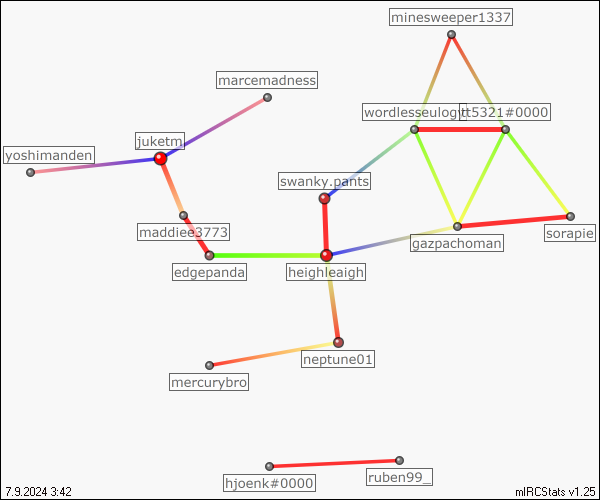 minesweeper1337
marcemadness
wordlesseulogy
tt5321#0000
juketm
yoshimanden
swanky.pants
maddiee3773
gazpachoman
sorapie
edgepanda
heighleaigh
neptune01
mercurybro
ruben99_
hjoenk#0000
7.9.2024 3:42
mIRCStats v1.25